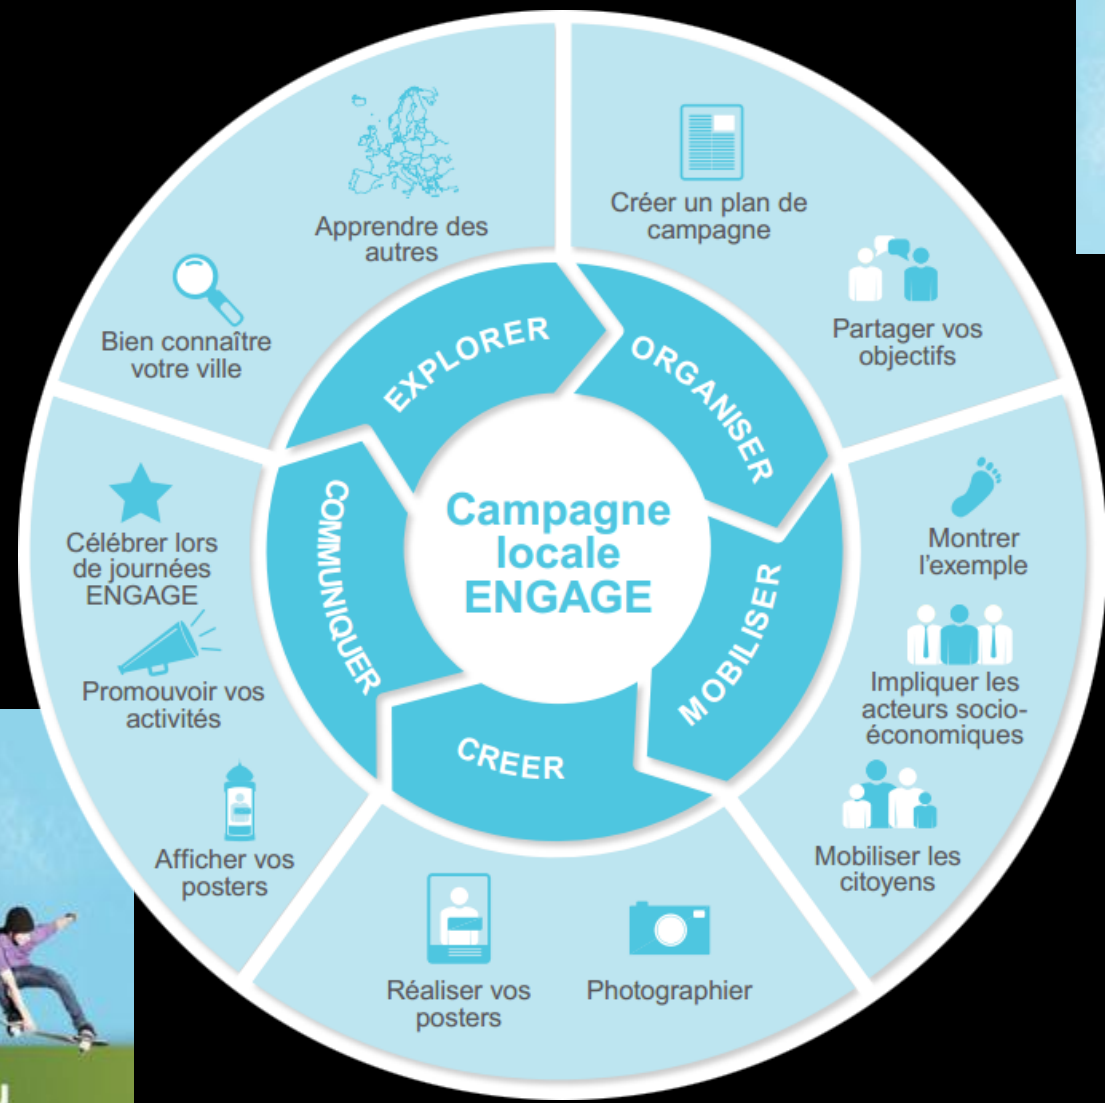 Campagne
locale
ENGAGE
EXPLORER
Bien connaître
votre ville
Apprendre des
autres
ORGANISER
Créer un plan de
campagne
Partager vos
objectifs
MOBILISER
Montrer
l'exemple
Impliquer les
acteurs socio-
économiques
Mobiliser les
citoyens
CREER
Photographier
Réaliser vos
posters
COMMUNIQUER
Afficher vos
posters
Promouvoir vos
activités
Célébrer lors
de journées
ENGAGE